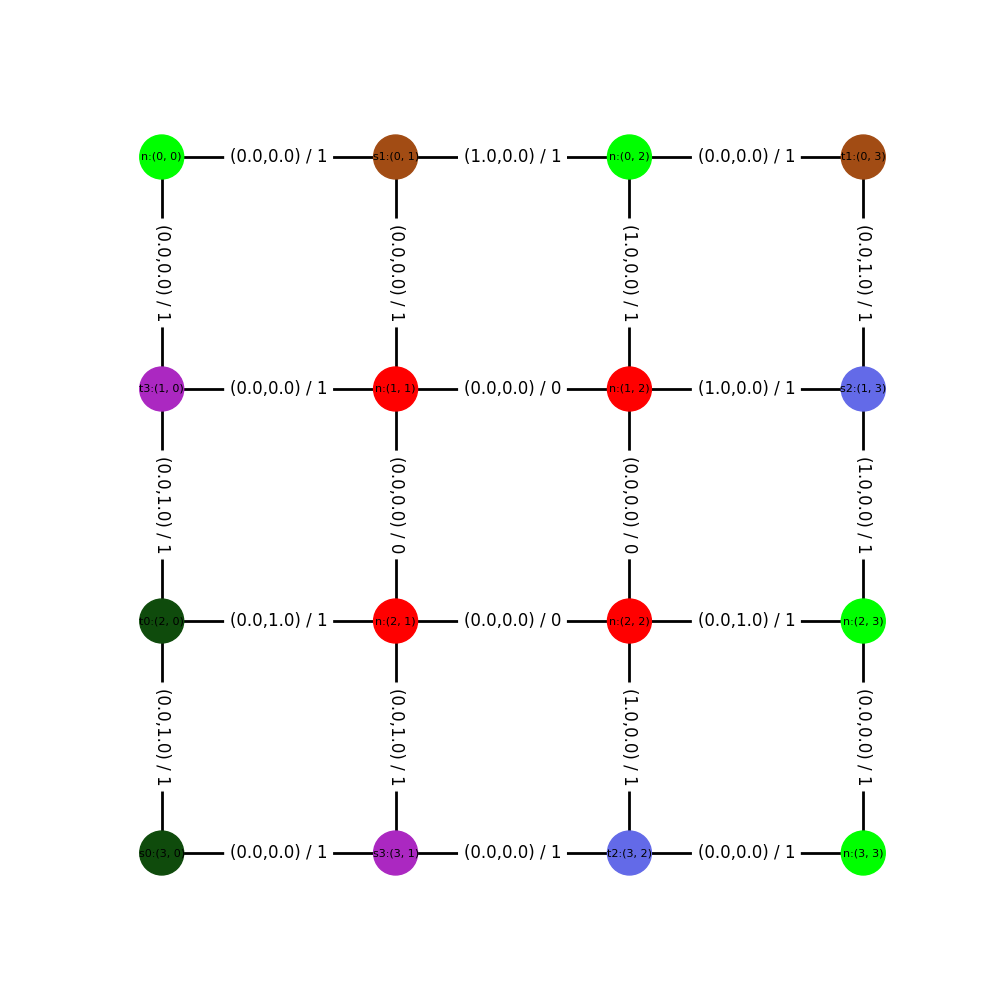 n:(0, 0) (0.0,0.0) / 1 s1:(0, 1) (1.0,0.0) / 1 n:(0, 2) (0.0,0.0) / 1 t1:(0, 3)
(0.0,0.0) / 1 (0.0,0.0) / 1 (1.0,0.0) / 1 (0.0,1.0) / 1
t3:(1, 0) (0.0,0.0) / 1 n:(1, 1) (0.0,0.0) / 0 n:(1, 2) (1.0,0.0) / 1 s2:(1, 3)
(0.0,1.0) / 1 (0.0,0.0) / 0 (0.0,0.0) / 0 (1.0,0.0) / 1
t0:(2, 0) (0.0,1.0) / 1 n:(2, 1) (0.0,0.0) / 0 n:(2, 2) (0.0,1.0) / 1 n:(2, 3)
(0.0,1.0) / 1 (0.0,1.0) / 1 (1.0,0.0) / 1 (0.0,0.0) / 1
s0:(3, 0) (0.0,0.0) / 1 s3:(3, 1) (0.0,0.0) / 1 t2:(3, 2) (0.0,0.0) / 1 n:(3, 3)